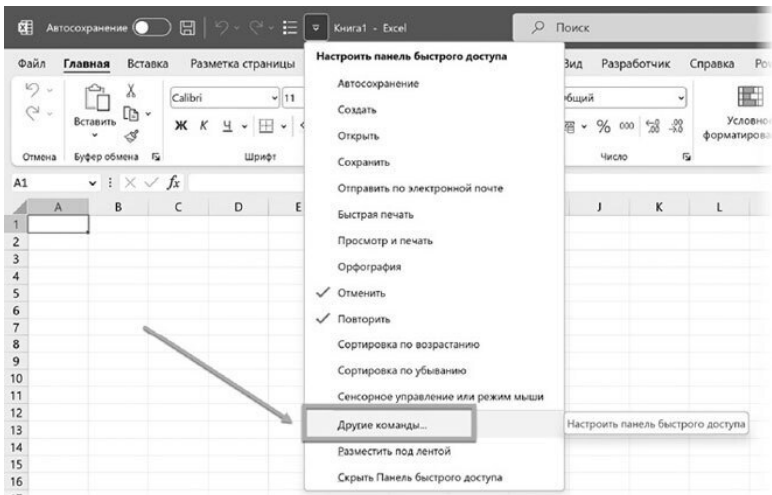 Автосохранение
Книга1 - Excel
Поиск
Файл Главная Вставка Разметка страницы Вид Разработчик Справка
Вставить
Calibri 11
Ж К Ч
% 000
Отмена Буфер обмена Шрифт Число
A1 fx
A B C D E J K L
1
2
3
4
5
6
7
8
9
10
11
12
13
14
15
16
Настроить панель быстрого доступа
Автосохранение
Создать
Открыть
Сохранить
Отправить по электронной почте
Быстрая печать
Просмотр и печать
Орфография
Отменить
Повторить
Сортировка по возрастанию
Сортировка по убыванию
Сенсорное управление или режим мыши
Другие команды...
Разместить под лентой
Скрыть Панель быстрого доступа
Настроить панель быстрого доступа